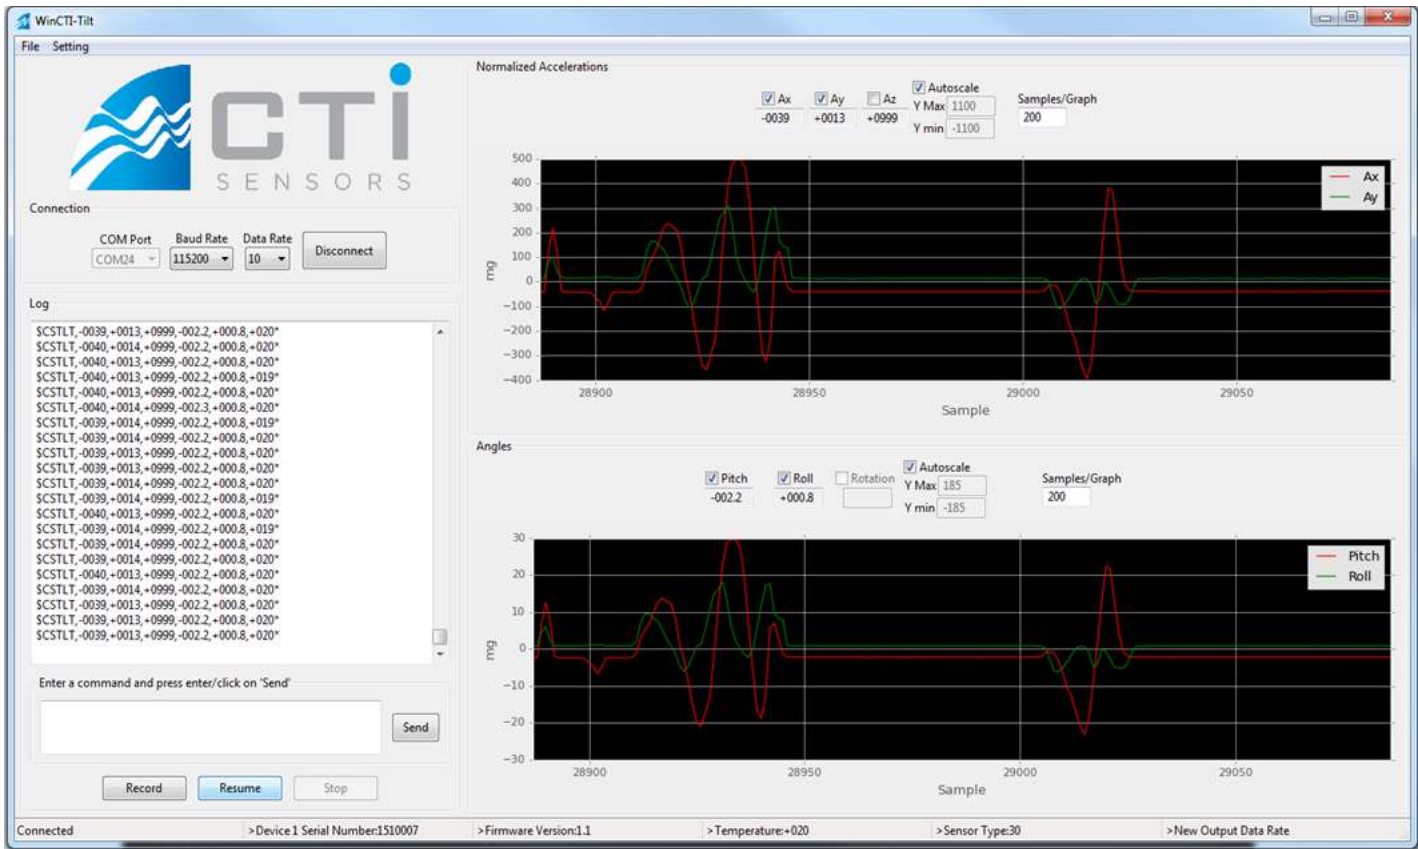 WinCTI-Tilt
File Setting
CTi
SENSORS
Connection
COM Port Baud Rate Data Rate
COM24 115200 10 Disconnect
Log
$CSTLT,-0039,+0013,+0999,-002.2,+000.8,+020*
$CSTLT,-0040,+0014,+0999,-002.2,+000.8,+020*
$CSTLT,-0040,+0013,+0999,-002.2,+000.8,+020*
$CSTLT,-0040,+0013,+0999,-002.2,+000.8,+019*
$CSTLT,-0040,+0013,+0999,-002.2,+000.8,+020*
$CSTLT,-0040,+0014,+0999,-002.3,+000.8,+020*
$CSTLT,-0039,+0014,+0999,-002.2,+000.8,+019*
$CSTLT,-0039,+0014,+0999,-002.2,+000.8,+020*
$CSTLT,-0039,+0013,+0999,-002.2,+000.8,+020*
$CSTLT,-0039,+0013,+0999,-002.2,+000.8,+020*
$CSTLT,-0039,+0014,+0999,-002.2,+000.8,+020*
$CSTLT,-0039,+0014,+0999,-002.2,+000.8,+019*
$CSTLT,-0040,+0013,+0999,-002.2,+000.8,+020*
$CSTLT,-0039,+0014,+0999,-002.2,+000.8,+019*
$CSTLT,-0039,+0014,+0999,-002.2,+000.8,+020*
$CSTLT,-0039,+0014,+0999,-002.2,+000.8,+020*
$CSTLT,-0040,+0013,+0999,-002.2,+000.8,+020*
$CSTLT,-0039,+0014,+0999,-002.2,+000.8,+020*
$CSTLT,-0039,+0013,+0999,-002.2,+000.8,+020*
$CSTLT,-0039,+0013,+0999,-002.2,+000.8,+020*
$CSTLT,-0039,+0013,+0999,-002.2,+000.8,+020*
Enter a command and press enter/click on 'Send'
Send
Record Resume Stop
Normalized Accelerations
Ax Ay Az Autoscale Samples/Graph
-0039 +0013 +0999 Y Max 1100 200
Y min -1100
500
400
300
200
100
0
−100
−200
−300
−400
mg
Ax
Ay
28900 28950 29000 29050
Sample
Angles
Pitch Roll Rotation Autoscale Samples/Graph
-002.2 +000.8 Y Max 185 200
Y min -185
30
20
10
0
−10
−20
−30
mg
Pitch
Roll
28900 28950 29000 29050
Sample
Connected >Device 1 Serial Number:1510007 >Firmware Version:1.1 >Temperature:+020 >Sensor Type:30 >New Output Data Rate